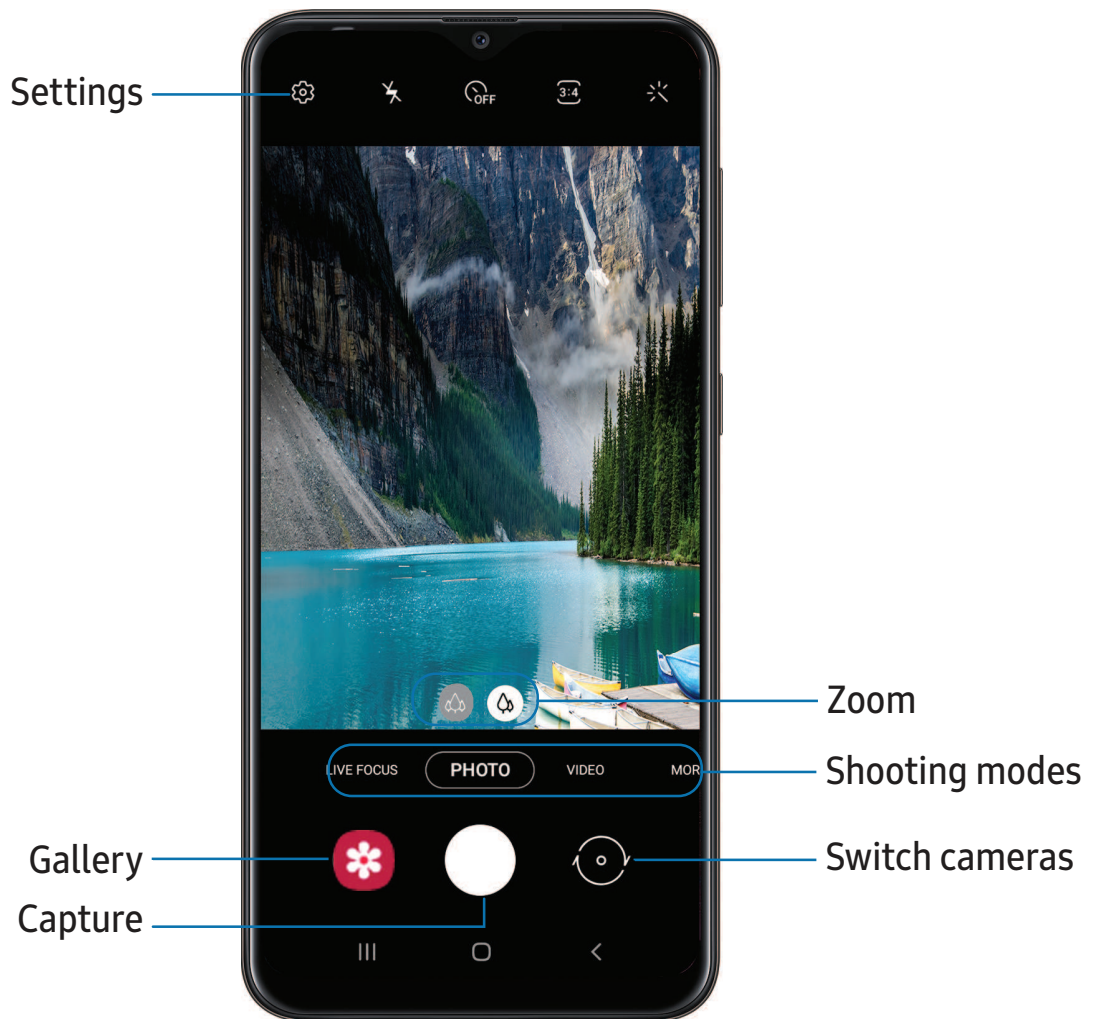 Settings
OFF
3:4
Zoom
LIVE FOCUS PHOTO VIDEO MOR
Shooting modes
Gallery
Switch cameras
Capture